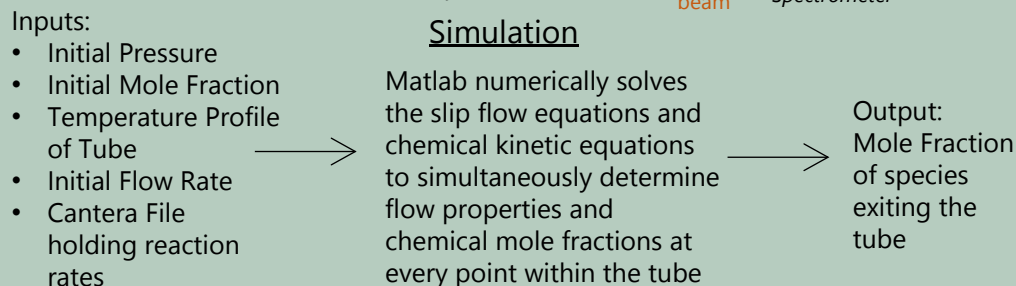 beam
Spectrometer
Simulation
Inputs:
• Initial Pressure
• Initial Mole Fraction
• Temperature Profile
of Tube
• Initial Flow Rate
• Cantera File
holding reaction
rates
Matlab numerically solves
the slip flow equations and
chemical kinetic equations
to simultaneously determine
flow properties and
chemical mole fractions at
every point within the tube
Output:
Mole Fraction
of species
exiting the
tube